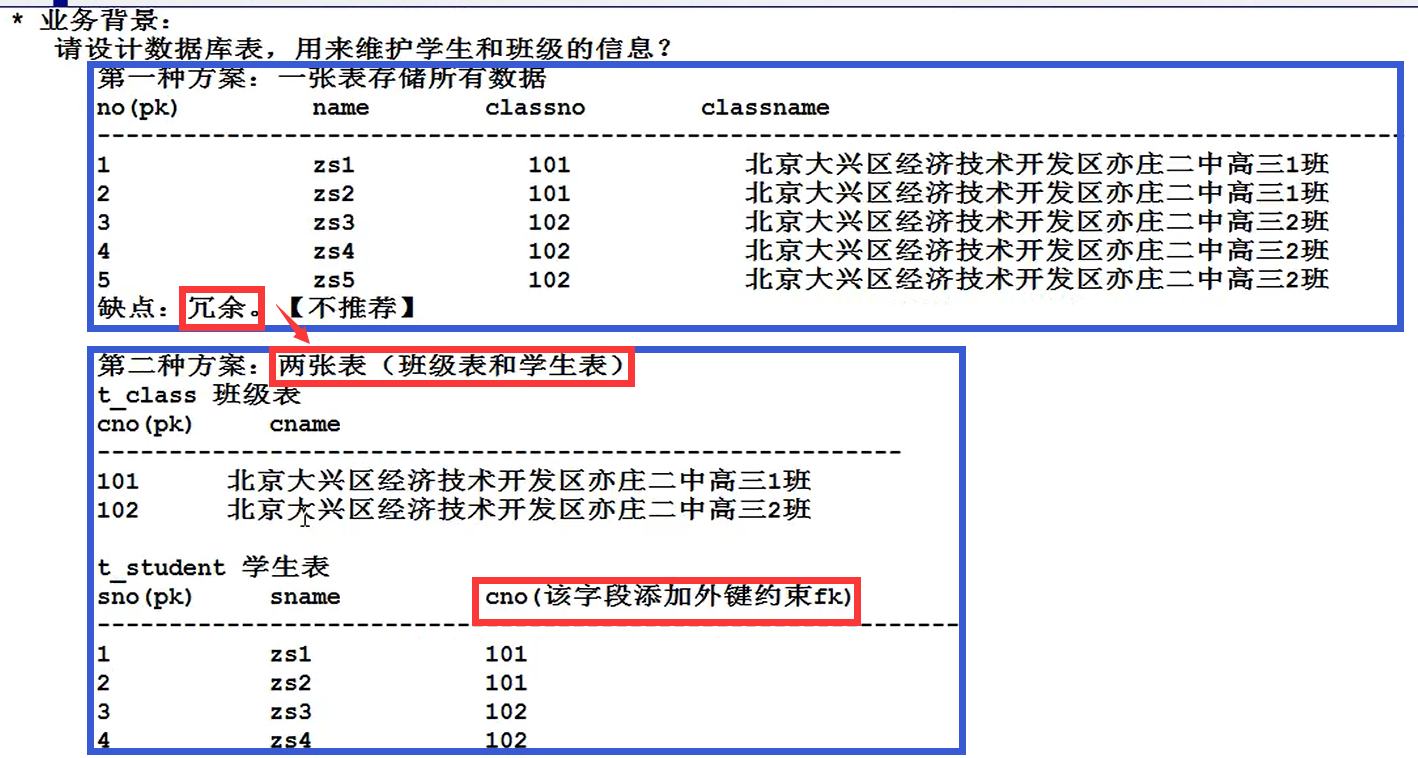 * 业务背景:
请设计数据库表，用来维护学生和班级的信息？
第一种方案：一张表存储所有数据
no(pk) name classno classname
--------------------------------------------------------------------------------------------
1 zs1 101 北京大兴区经济技术开发区亦庄二中高三1班
2 zs2 101 北京大兴区经济技术开发区亦庄二中高三1班
3 zs3 102 北京大兴区经济技术开发区亦庄二中高三2班
4 zs4 102 北京大兴区经济技术开发区亦庄二中高三2班
5 zs5 102 北京大兴区经济技术开发区亦庄二中高三2班
缺点：冗余。【不推荐】
第二种方案：两张表（班级表和学生表）
t_class 班级表
cno(pk) cname
--------------------------------------------------------
101 北京大兴区经济技术开发区亦庄二中高三1班
102 北京大兴区经济技术开发区亦庄二中高三2班
t_student 学生表
sno(pk) sname cno(该字段添加外键约束fk)
------------------------------------------------------------
1 zs1 101
2 zs2 101
3 zs3 102
4 zs4 102